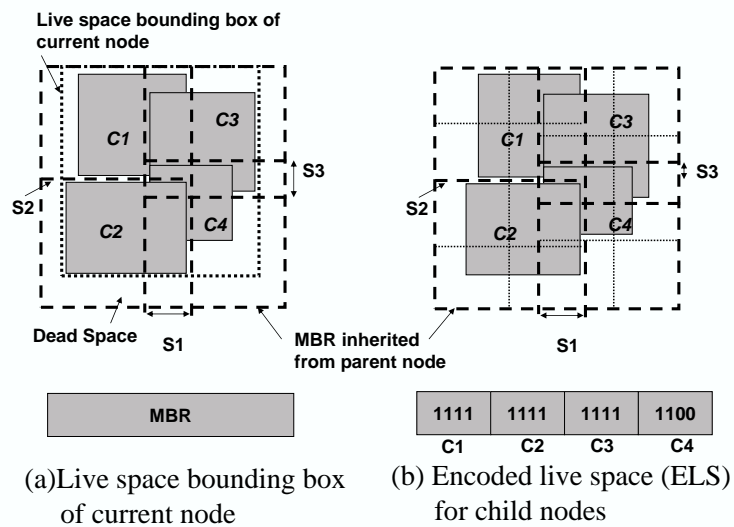 Live space bounding box of
current node
C1
C3
S3
S2
C2
C4
Dead Space
S1
MBR inherited
from parent node
C1
C3
S3
S2
C2
C4
S1
MBR
1111 1111 1111 1100
C1 C2 C3 C4
(a)Live space bounding box
of current node
(b) Encoded live space (ELS)
for child nodes